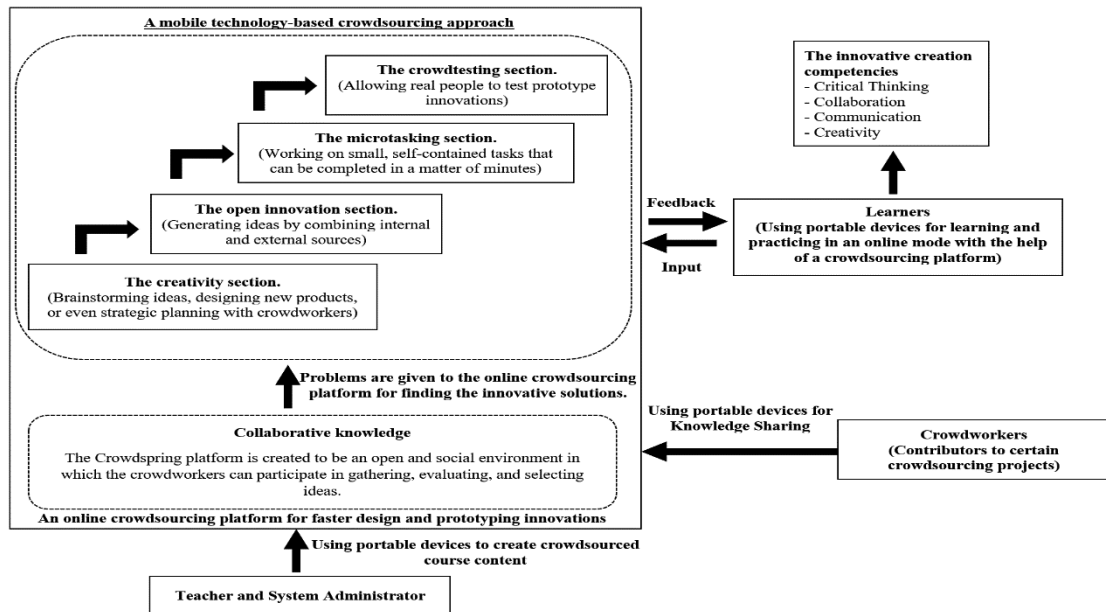 A mobile technology-based crowdsourcing approach
The crowdtesting section.
(Allowing real people to test prototype
innovations)
The microtasking section.
(Working on small, self-contained tasks that
can be completed in a matter of minutes)
The open innovation section.
(Generating ideas by combining internal
and external sources)
The creativity section.
(Brainstorming ideas, designing new products,
or even strategic planning with crowdworkers)
Problems are given to the online crowdsourcing
platform for finding the innovative solutions.
Collaborative knowledge
The Crowdspring platform is created to be an open and social environment in
which the crowdworkers can participate in gathering, evaluating, and selecting
ideas.
An online crowdsourcing platform for faster design and prototyping innovations
Using portable devices to create crowdsourced
course content
Teacher and System Administrator
The innovative creation
competencies
- Critical Thinking
- Collaboration
- Communication
- Creativity
Feedback
Input
Learners
(Using portable devices for learning and
practicing in an online mode with the help
of a crowdsourcing platform)
Using portable devices for
Knowledge Sharing
Crowdworkers
(Contributors to certain
crowdsourcing projects)